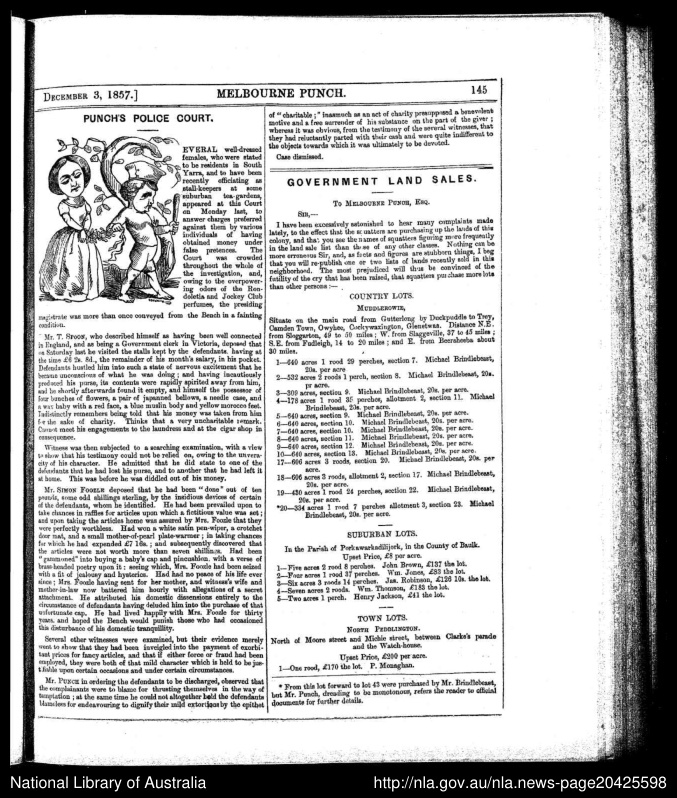 DECEMBER 3, 1857.]
MELBOURNE PUNCH.
145
PUNCH'S POLICE COURT.
EVERAL well-dressed
females, who were stated
to be residents in South
Yarra, and to have been
recently officiating as
stall-keepers at some
suburban tea-gardens,
appeared at this Court
on Monday last, to
answer charges preferred
against them by various
individuals of having
obtained money under
false pretences. The
Court was crowded
throughout the whole of
the investigation, and,
owing to the overpower-
ing odors of the Ron-
deletia and Jockey Club
perfumes, the presiding
magistrate was more than once conveyed from the Bench in a fainting
condition.
Mr. T. SPOON, who described himself as having been well connected
in England, and as being a Government clerk in Victoria, deposed that
on Saturday last he visited the stalls kept by the defendants, having at
the time £6 2s. 8d., the remainder of his month's salary, in his pocket.
Defendants hustled him into such a state of nervous excitement that he
became unconscious of what he was doing; and having incautiously
produced his purse, its contents were rapidly spirited away from him,
and he shortly afterwards found it empty, and himself the possessor of
four bunches of flowers, a pair of japanned bellows, a needle case, and
a wax baby with a red face, a blue muslin body and yellow morocco feet.
Indistinctly remembers being told that his money was taken from him
for the sake of charity. Thinks that a very uncharitable remark.
Cannot meet his engagements to the laundress and at the cigar shop in
consequence.
Witness was then subjected to a searching examination, with a view
to show that his testimony could not be relied on, owing to the unvera-
city of his character. He admitted that he did state to one of the
defendants that he had lost his purse, and to another that he had left it
at home. This was before he was diddled out of his money.
Mr. SIMON FOOZLE deposed that he had been "done" out of ten
pounds, some odd shillings sterling, by the insidious devices of certain
of the defendants, whom he identified. He had been prevailed upon to
take chances in raffles for articles upon which a fictitious value was set;
and upon taking the articles home was assured by Mrs. Foozle that they
were perfectly worthless. Had won a white satin pen-wiper, a crotchet
door mat, and a small mother-of-pearl plate-warmer; in taking chances
for which he had expended £7 18s.; and subsequently discovered that
the articles were not worth more than seven shillings. Had been
"gammoned" into buying a baby's cap and pincushion, with a verse of
brass-headed poetry upon it; seeing which, Mrs. Foozle had been seized
with a fit of jealousy and hysterics. Had had no peace of his life ever
since; Mrs. Foozle having sent for her mother, and witness's wife and
mother-in-law now battered him hourly with allegations of a secret
attachment. He attributed his domestic dissensions entirely to the
circumstance of defendants having deluded him into the purchase of that
unfortunate cap. He had lived happily with Mrs. Foozle for thirty
years, and hoped the Bench would punish those who had occasioned
this disturbance of his domestic tranquillity.
Several other witnesses were examined, but their evidence merely
went to show that they had been inveigled into the payment of exorbi-
tant prices for fancy articles, and that if either force or fraud had been
employed, they were both of that mild character which is held to be jus-
tifiable upon certain occasions and under certain circumstances.
Mr. PUNCH in ordering the defendants to be discharged, observed that
the complainants were to blame for thrusting themselves in the way of
temptation; at the same time he could not altogether hold the defendants
blameless for endeavouring to dignify their mild extortions by the epithet
of "charitable;" inasmuch as an act of charity presupposed a benevolent
motive and a free surrender of his substance on the part of the giver;
whereas it was obvious, from the testimony of the several witnesses, that
they had reluctantly parted with their cash and were quite indifferent to
the objects towards which it was ultimately to be devoted.
Case dismissed.
GOVERNMENT LAND SALES.
To MELBOURNE PUNCH, ESQ.
SIR,—
I have been excessively astonished to hear many complaints made
lately, to the effect that the squatters are purchasing up the lands of this
colony, and that you see the names of squatters figuring more frequently
in the land sale list than those of any other classes. Nothing can be
more erroneous Sir, and, as facts and figures are stubborn things, I beg
that you will re-publish one or two lists of lands recently sold in this
neighborhood. The most prejudiced will thus be convinced of the
futility of the cry that has been raised, that squatters purchase more lots
than other persons:—
COUNTRY LOTS.
MUDDLEOWIE,
Situate on the main road from Gutterlong by Duckpuddle to Trey,
Camden Town, Owyhee, Cockywaxington, Glenetwas. Distance N.E.
from Sloggarton, 49 to 50 miles; W. from Slaggeville, 37 to 45 miles;
S.E. from Fudleigh, 14 to 20 miles; and E. from Beerabeeba about
30 miles.
1—640 acres 1 rood 29 perches, section 7. Michael Brindlebeast,
20s. per acre
2—532 acres 2 roods 1 perch, section 8. Michael Brindlebeast, 20s.
pr acre.
3—309 acres, section 9. Michael Brindlebeast, 20s. per acre.
4—178 acres 1 rood 35 perches, allotment 2, section 11. Michael
Brindlebeast, 20s. per acre.
5—640 acres, section 9. Michael Brindlebeast, 20s. per acre.
6—640 acres, section 10. Michael Brindlebeast, 20s. per acre.
7—640 acres, section 10. Michael Brindlebeast, 20s. per acre.
8—640 acres, section 11. Michael Brindlebeast, 20s. per acre.
9—640 acres, section 12. Michael Brindlebeast, 20s. per acre.
10—640 acres, section 13. Michael Brindlebeast, 20s. per acre.
17—606 acres 3 roods, section 20. Michael Brindlebeast, 20s. per
acre.
18—606 acres 3 roods, allotment 2, section 17. Michael Brindlebeast,
20s. per acre.
19—430 acres 1 rood 24 perches, section 22. Michael Brindlebeast,
20s. per acre.
*20—334 acres 1 rood 7 perches allotment 3, section 23. Michael
Brindlebeast, 20s. per acre.
SUBURBAN LOTS.
In the Parish of Perkawarkadilijerk, in the County of Baulk.
Upset Price, £8 per acre.
1—Five acres 2 rood 8 perches. John Brown, £137 the lot.
2—Four acres 1 rood 37 perches. Wm. Jones, £83 the lot.
3—Six acres 3 roods 14 perches. Jas. Robinson, £126 10s. the lot.
4—Seven acres 2 roods. Wm. Thomson, £183 the lot.
5—Two acres 1 perch. Henry Jackson, £41 the lot.
TOWN LOTS.
NORTH PEDDLINGTON.
North of Moore street and Michie street, between Clarke's parade
and the Watch-house.
Upset Price, £200 per acre.
1—One rood, £170 the lot. P. Monaghan.
* From this lot forward to lot 43 were purchased by Mr. Brindlebeast,
but Mr. Punch, dreading to be monotonous, refers the reader to official
documents for further details.
National Library of Australia
http://nla.gov.au/nla.news-page20425598